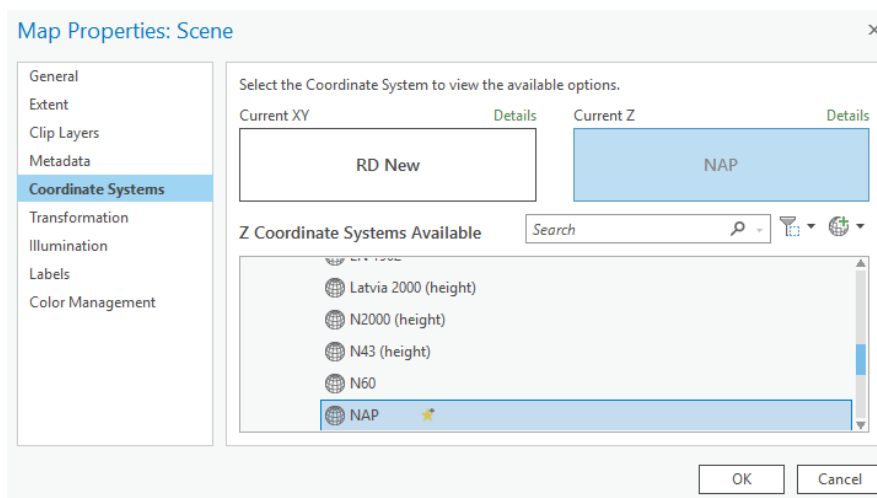 Map Properties: Scene
General
Extent
Clip Layers
Metadata
Coordinate Systems
Transformation
Illumination
Labels
Color Management
Select the Coordinate System to view the available options.
Current XY Details Current Z Details
RD New NAP
Z Coordinate Systems Available Search
Latvia 2000 (height)
N2000 (height)
N43 (height)
N60
NAP
OK Cancel